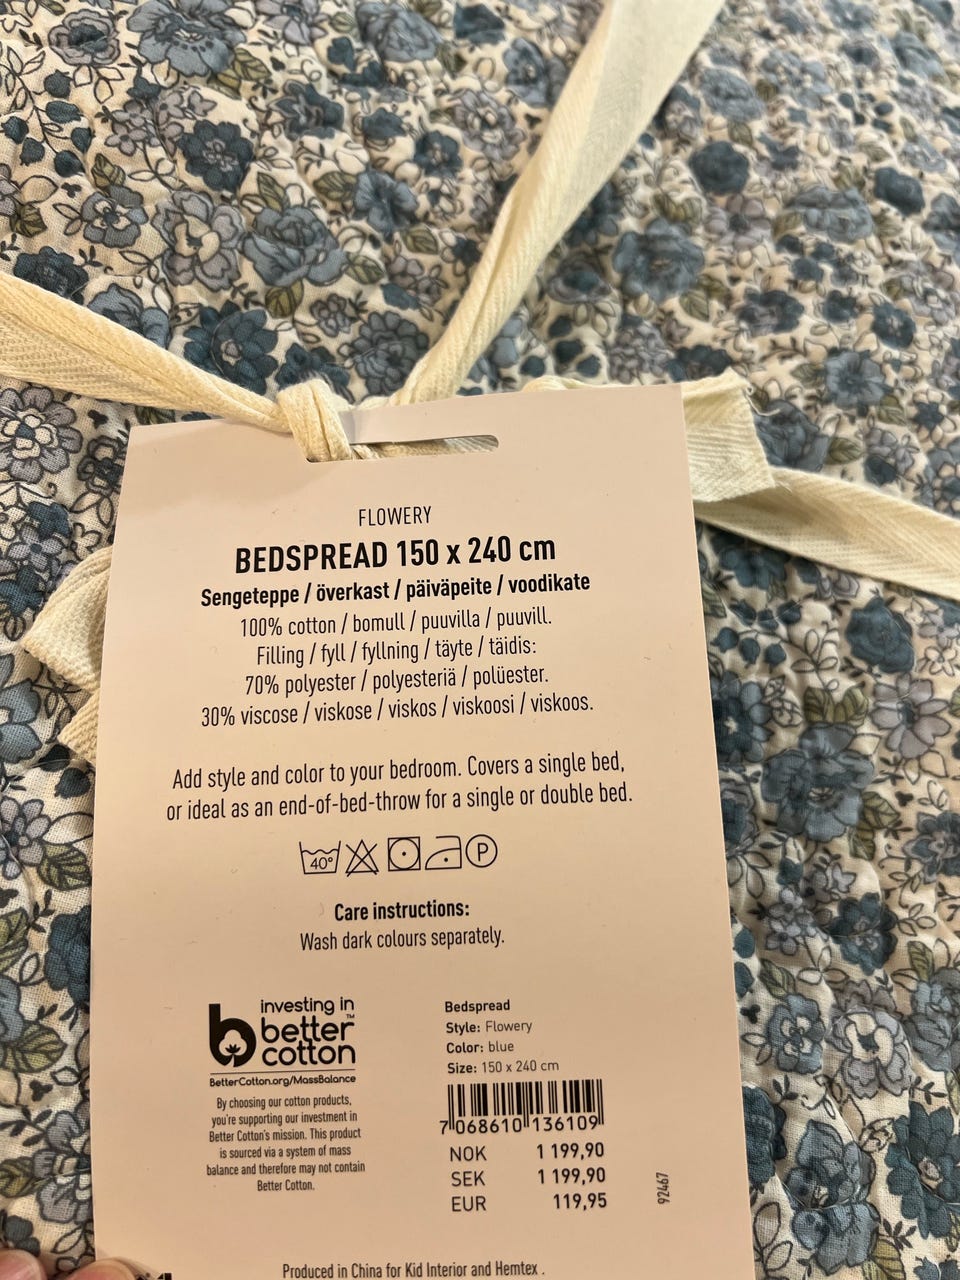 FLOWERY
BEDSPREAD 150 x 240 cm
Sengeteppe / överkast / päiväpeite / voodikate
100% cotton / bomull / puuvilla / puuvill.
Filling / fyll / fyllning / täyte / täidis:
70% polyester / polyesteriä / polüester.
30% viscose / viskose / viskos / viskoosi / viskoos.
Add style and color to your bedroom. Covers a single bed,
or ideal as an end-of-bed-throw for a single or double bed.
40° P
Care instructions:
Wash dark colours separately.
investing in
better™
cotton
BetterCotton.org/MassBalance
By choosing our cotton products,
you're supporting our investment in
Better Cotton's mission. This product
is sourced via a system of mass
balance and therefore may not contain
Better Cotton.
Bedspread
Style: Flowery
Color: blue
Size: 150 x 240 cm
7 068610 136109
NOK 1 199,90
SEK 1 199,90
EUR 119,95
92467
Produced in China for Kid Interior and Hemtex .